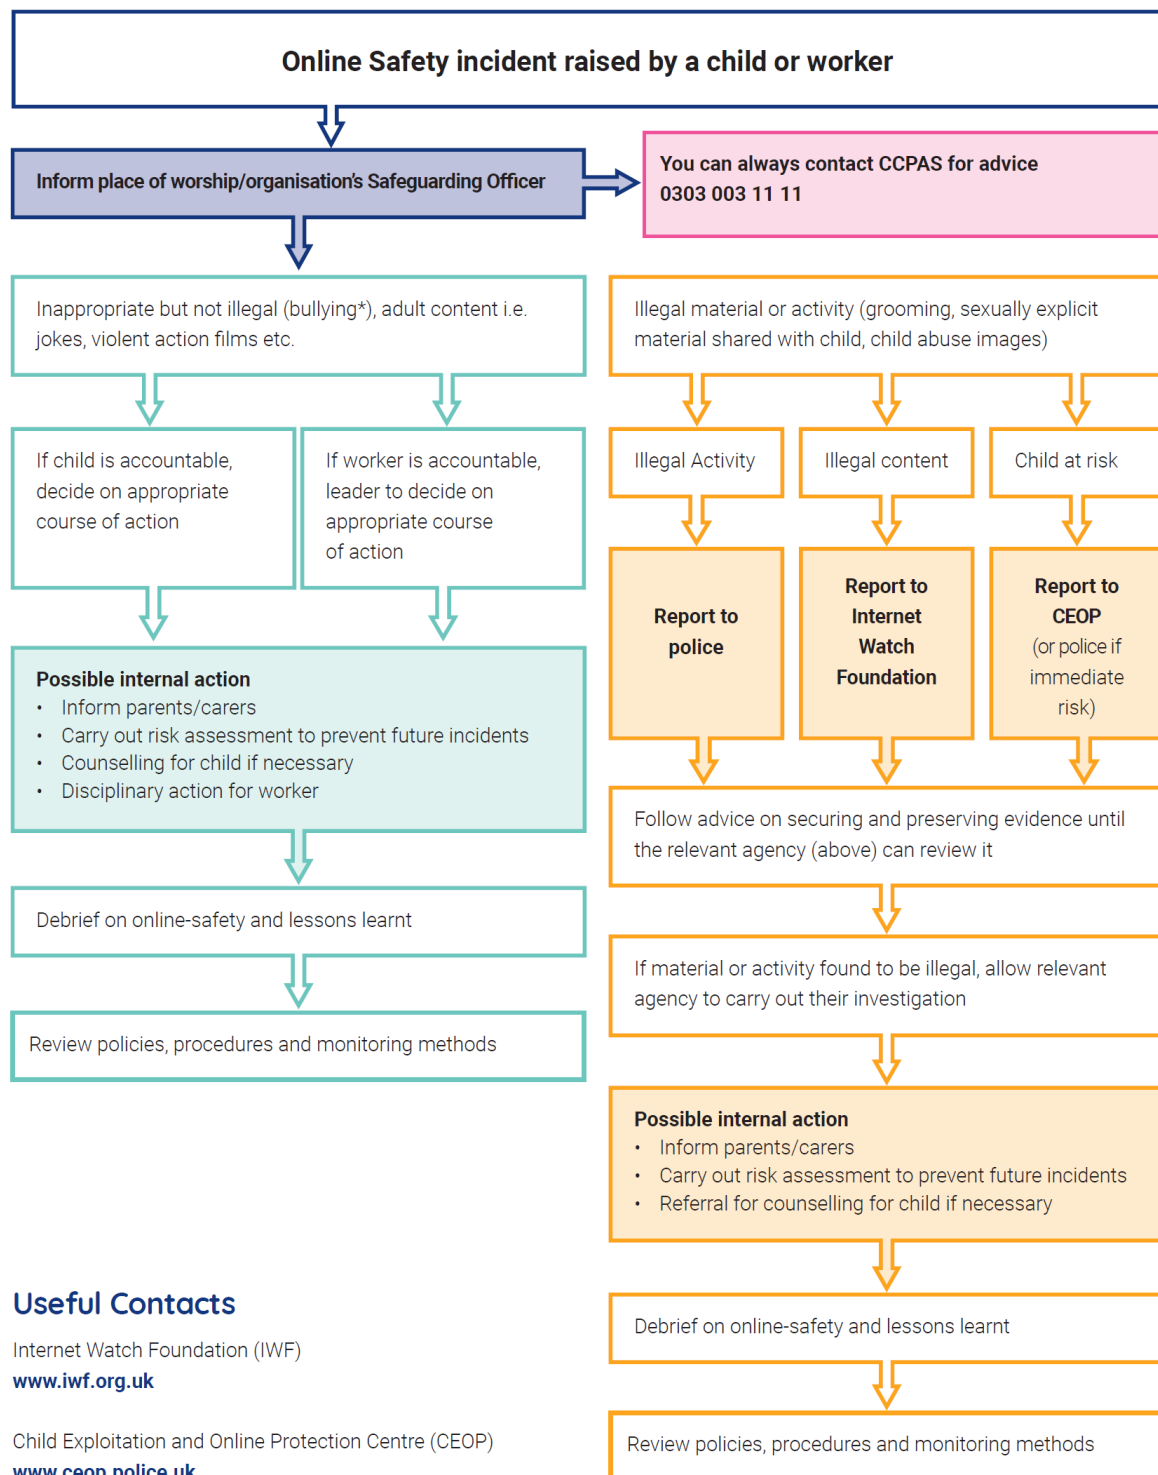 Online Safety incident raised by a child or worker
Inform place of worship/organisation's Safeguarding Officer
You can always contact CCPAS for advice
0303 003 11 11
Inappropriate but not illegal (bullying*), adult content i.e.
jokes, violent action films etc.
If child is accountable,
decide on appropriate
course of action
If worker is accountable,
leader to decide on
appropriate course
of action
Possible internal action
• Inform parents/carers
• Carry out risk assessment to prevent future incidents
• Counselling for child if necessary
• Disciplinary action for worker
Debrief on online-safety and lessons learnt
Review policies, procedures and monitoring methods
Illegal material or activity (grooming, sexually explicit
material shared with child, child abuse images)
Illegal Activity
Illegal content
Child at risk
Report to
police
Report to
Internet
Watch
Foundation
Report to
CEOP
(or police if
immediate
risk)
Follow advice on securing and preserving evidence until
the relevant agency (above) can review it
If material or activity found to be illegal, allow relevant
agency to carry out their investigation
Possible internal action
• Inform parents/carers
• Carry out risk assessment to prevent future incidents
• Referral for counselling for child if necessary
Debrief on online-safety and lessons learnt
Review policies, procedures and monitoring methods
Useful Contacts
Internet Watch Foundation (IWF)
www.iwf.org.uk
Child Exploitation and Online Protection Centre (CEOP)
www.ceop.police.uk